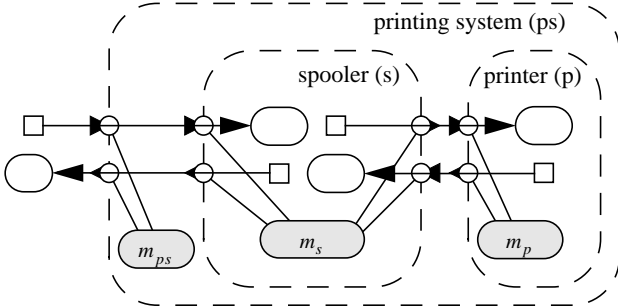 printing system (ps)
spooler (s)
printer (p)
m_ps
m_s
m_p